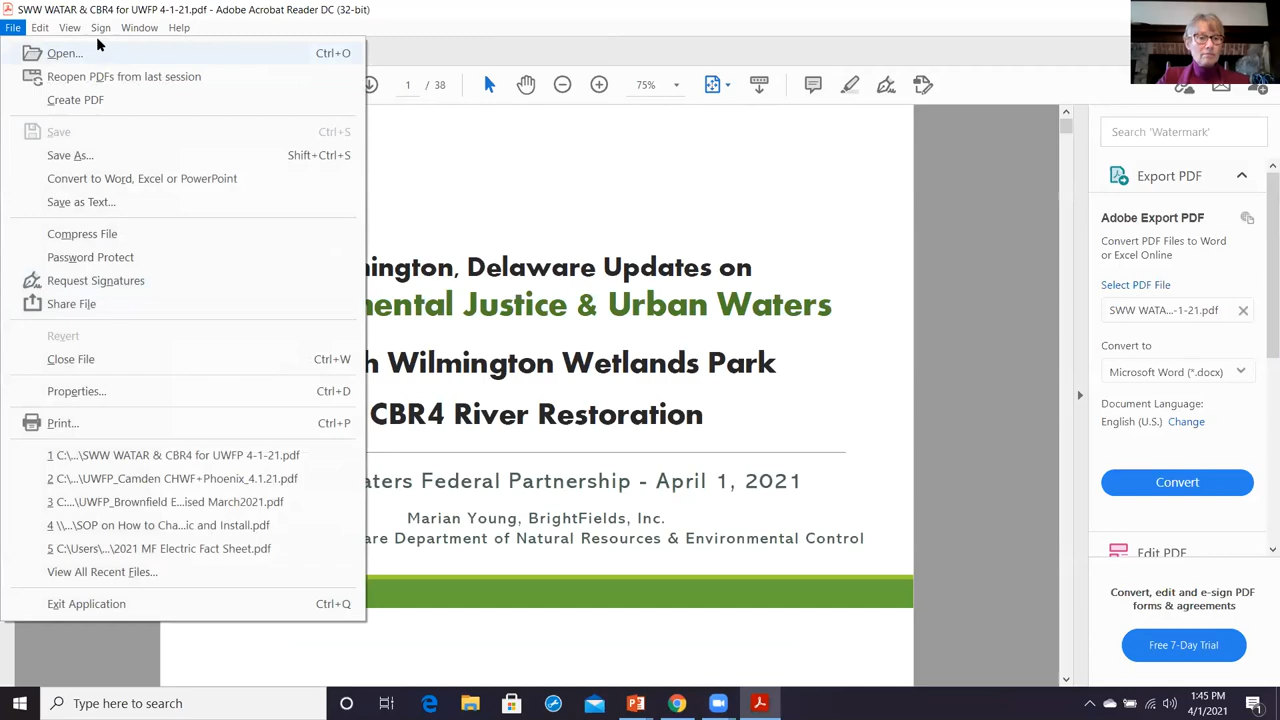 SWW WATAR & CBR4 for UWFP 4-1-21.pdf - Adobe Acrobat Reader DC (32-bit)
File Edit View Sign Window Help
Open... Ctrl+O
Reopen PDFs from last session
Create PDF
Save Ctrl+S
Save As... Shift+Ctrl+S
Convert to Word, Excel or PowerPoint
Save as Text...
Compress File
Password Protect
Request Signatures
Share File
Revert
Close File Ctrl+W
Properties... Ctrl+D
Print... Ctrl+P
1 C:\...\SWW WATAR & CBR4 for UWFP 4-1-21.pdf
2 C:\...\UWFP_Camden CHWF+Phoenix_4.1.21.pdf
3 C:...\UWFP_Brownfield E...ised March2021.pdf
4 \\...\SOP on How to Cha...ic and Install.pdf
5 C:\Users\...\2021 MF Electric Fact Sheet.pdf
View All Recent Files...
Exit Application Ctrl+Q
1 / 38
75%
ington, Delaware Updates on
mental Justice & Urban Waters
h Wilmington Wetlands Park
CBR4 River Restoration
aters Federal Partnership - April 1, 2021
Marian Young, BrightFields, Inc.
are Department of Natural Resources & Environmental Control
Search 'Watermark'
Export PDF
Adobe Export PDF
Convert PDF Files to Word
or Excel Online
Select PDF File
SWW WATA...-1-21.pdf
Convert to
Microsoft Word (*.docx)
Document Language:
English (U.S.) Change
Convert
Edit PDF
Convert, edit and e-sign PDF
forms & agreements
Free 7-Day Trial
Type here to search
1:45 PM
4/1/2021
1